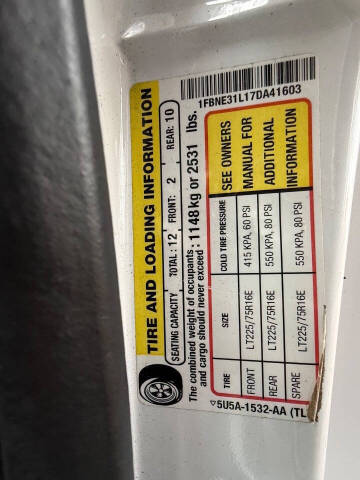 1FBNE31L17DA41603
TIRE AND LOADING INFORMATION
SEATING CAPACITY TOTAL: 12 FRONT: 2 REAR: 10
The combined weight of occupants
and cargo should never exceed : 1148kg or 2531 lbs.
TIRE SIZE COLD TIRE PRESSURE SEE OWNERS
FRONT LT225/75R16E 415 KPA, 60 PSI MANUAL FOR
REAR LT225/75R16E 550 KPA, 80 PSI ADDITIONAL
SPARE LT225/75R16E 550 KPA, 80 PSI INFORMATION
▽5U5A-1532-AA (TL